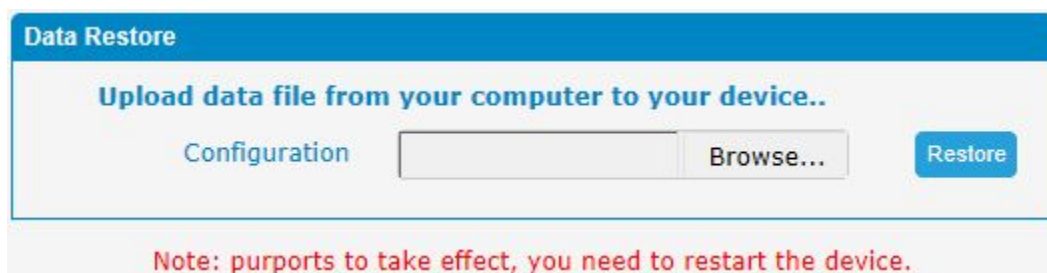 Data Restore
Upload data file from your computer to your device..
Configuration Browse... Restore
Note: purports to take effect, you need to restart the device.